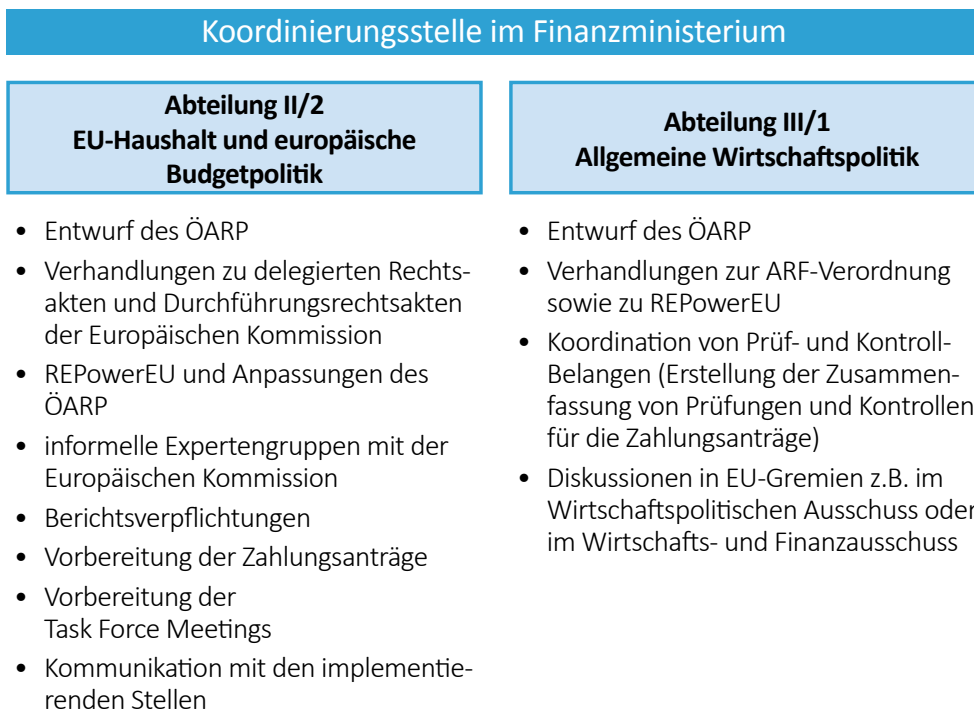 Koordinierungsstelle im Finanzministerium
Abteilung II/2
EU-Haushalt und europäische
Budgetpolitik
• Entwurf des ÖARP
• Verhandlungen zu delegierten Rechts-
akten und Durchführungsrechtsakten
der Europäischen Kommission
• REPowerEU und Anpassungen des
ÖARP
• informelle Expertengruppen mit der
Europäischen Kommission
• Berichtsverpflichtungen
• Vorbereitung der Zahlungsanträge
• Vorbereitung der
Task Force Meetings
• Kommunikation mit den implementie-
renden Stellen
Abteilung III/1
Allgemeine Wirtschaftspolitik
• Entwurf des ÖARP
• Verhandlungen zur ARF-Verordnung
sowie zu REPowerEU
• Koordination von Prüf- und Kontroll-
Belangen (Erstellung der Zusammen-
fassung von Prüfungen und Kontrollen
für die Zahlungsanträge)
• Diskussionen in EU-Gremien z.B. im
Wirtschaftspolitischen Ausschuss oder
im Wirtschafts- und Finanzausschuss